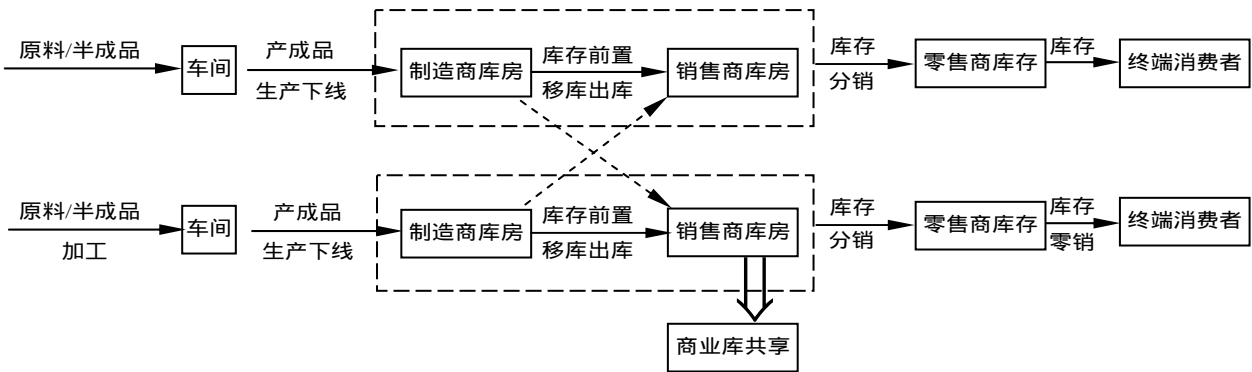 原料/半成品
车间
产成品
生产下线
制造商库房
库存前置
移库出库
销售商库房
库存
分销
零售商库存
库存
终端消费者
原料/半成品
加工
车间
产成品
生产下线
制造商库房
库存前置
移库出库
销售商库房
库存
分销
零售商库存
库存
零销
终端消费者
商业库共享